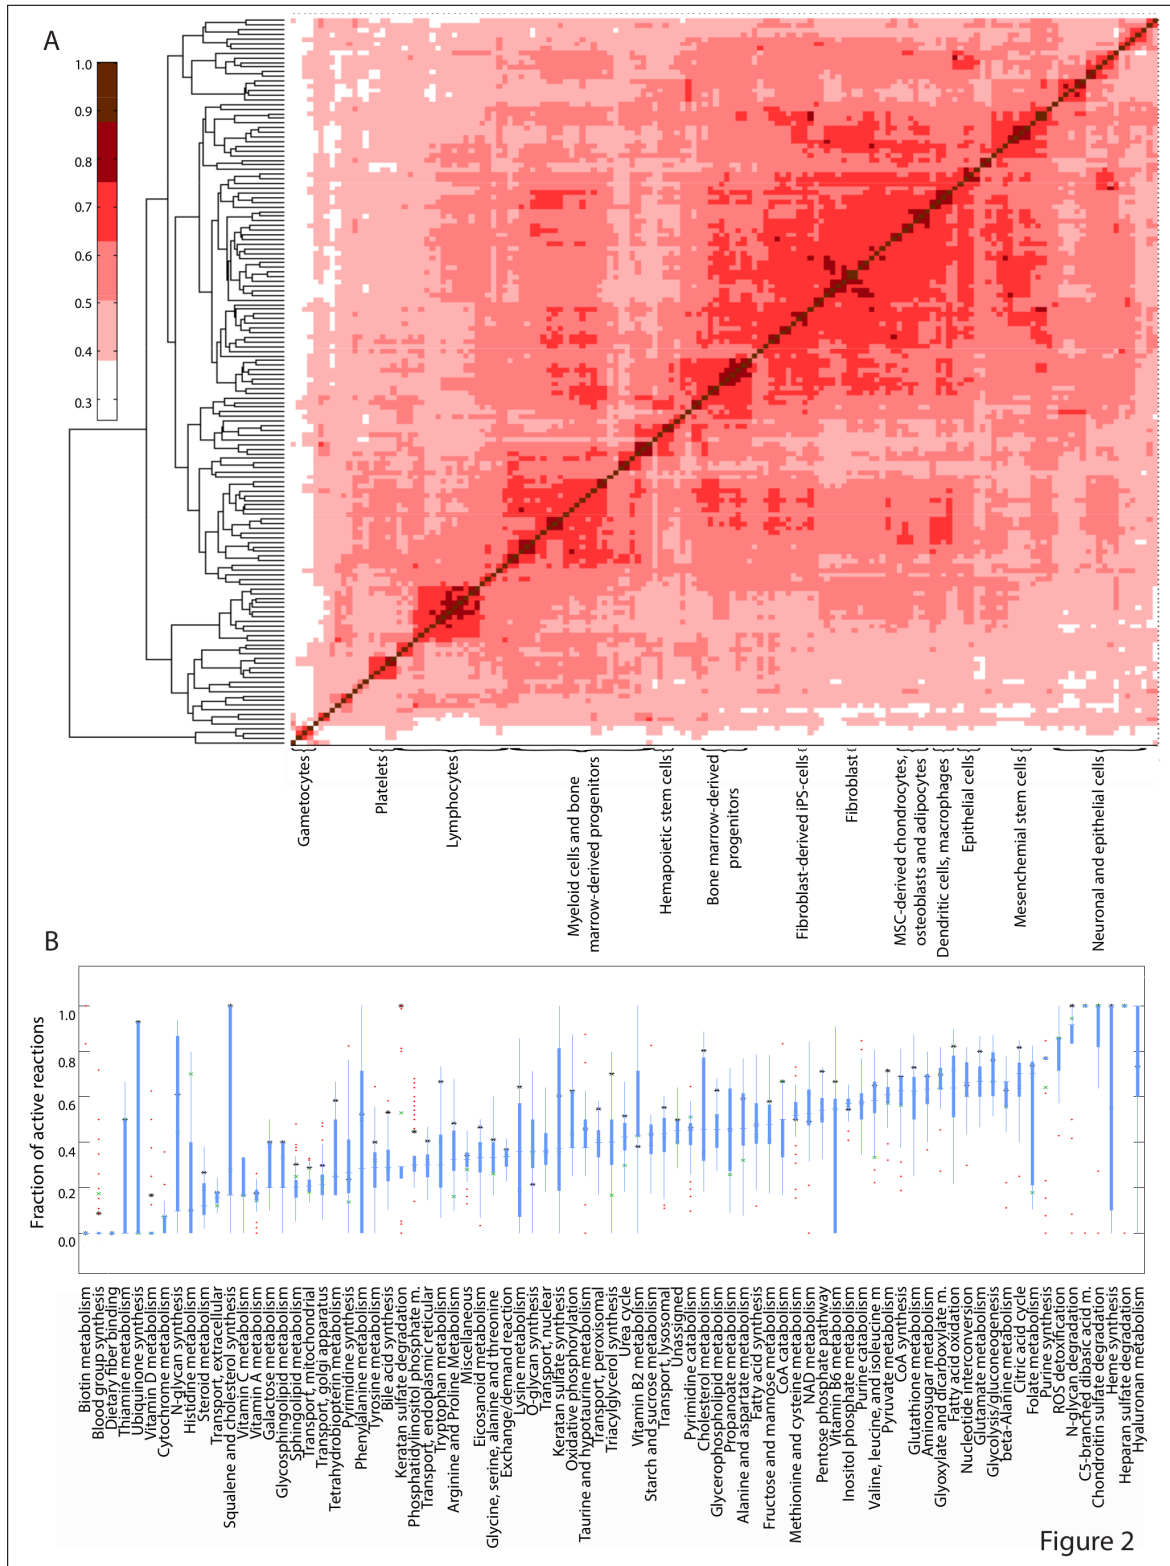 A
1.0
0.9
0.8
0.7
0.6
0.5
0.4
0.3
Gametocytes
Platelets
Lymphocytes
Myeloid cells and bone
marrow-derived progenitors
Hemapoietic stem cells
Bone marrow-derived
progenitors
Fibroblast-derived iPS-cells
Fibroblast
MSC-derived chondrocytes,
osteoblasts and adipocytes
Dendritic cells, macrophages
Epithelial cells
Mesenchemial stem cells
Neuronal and epithelial cells
B
Fraction of active reactions
1.0
0.8
0.6
0.4
0.2
0.0
Biotin metabolism
Blood group synthesis
Dietary fiber binding
Thiamine metabolism
Ubiquinone synthesis
Vitamin D metabolism
Cytochrome metabolism
N-glycan synthesis
Histidine metabolism
Steroid metabolism
Transport, extracellular
Squalene and cholesterol synthesis
Vitamin C metabolism
Vitamin A metabolism
Galactose metabolism
Glycosphingolipid metabolism
Sphingolipid metabolism
Transport, mitochondrial
Transport, golgi apparatus
Tetrahydrobiopterin metabolism
Pyrimidine synthesis
Phenylalanine metabolism
Tyrosine metabolism
Bile acid synthesis
Keratan sulfate degradation
Phosphatidylinositol phosphate m.
Transport, endoplasmic reticular
Tryptophan metabolism
Arginine and Proline Metabolism
Miscellaneous
Eicosanoid metabolism
Glycine, serine, alanine and threonine
Exchange/demand reaction
Lysine metabolism
O-glycan synthesis
Transport, nuclear
Keratan sulfate synthesis
Oxidative phosphorylation
Taurine and hypotaurine metabolism
Transport, peroxisomal
Triacylglycerol synthesis
Urea cycle
Vitamin B2 metabolism
Starch and sucrose metabolism
Transport, lysosomal
Unassigned
Pyrimidine catabolism
Cholesterol metabolism
Glycerophospholipid metabolism
Propanoate metabolism
Alanine and aspartate metabolism
Fatty acid synthesis
Fructose and mannose metabolism
CoA catabolism
Methionine and cysteine metabolism
NAD metabolism
Pentose phosphate pathway
Vitamin B6 metabolism
Inositol phosphate metabolism
Purine catabolism
Valine, leucine, and isoleucine m
Pyruvate metabolism
CoA synthesis
Glutathione metabolism
Aminosugar metabolism
Glyoxylate and dicarboxylate m.
Fatty acid oxidation
Nucleotide interconversion
Glutamate metabolism
Glycolysis/gluconeogenesis
beta-Alanine metabolism
Citric acid cycle
Folate metabolism
Purine synthesis
ROS detoxification
N-glycan degradation
C5-branched dibasic acid m.
Chondroitin sulfate degradation
Heme synthesis
Heparan sulfate degradation
Hyaluronan metabolism
Figure 2